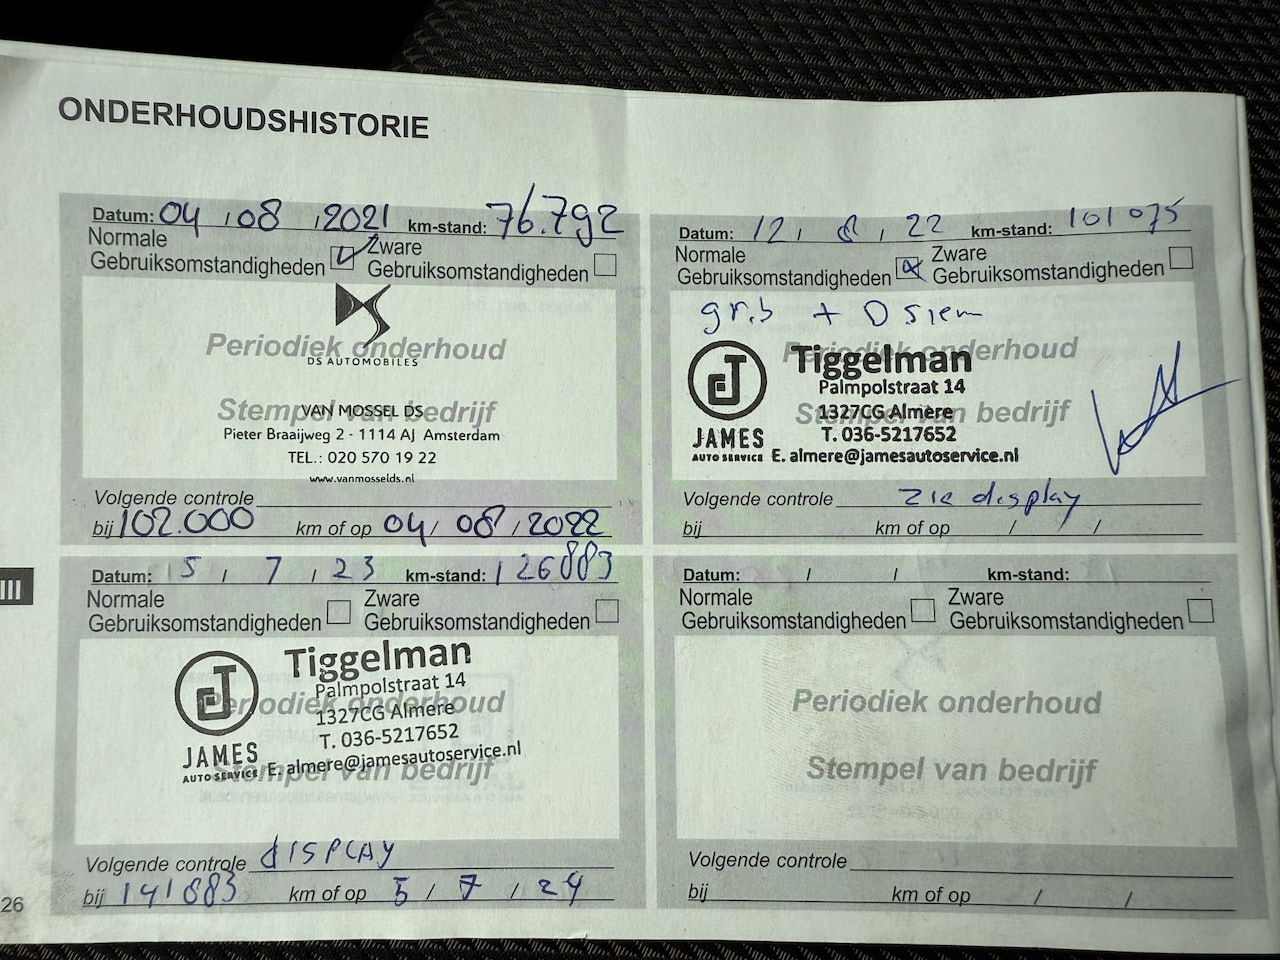 ONDERHOUDSHISTORIE
Datum: 04 / 08 / 2021 km-stand: 76.792
Normale Gebruiksomstandigheden Zware Gebruiksomstandigheden
Periodiek onderhoud
DS AUTOMOBILES
Stempel van bedrijf
VAN MOSSEL DS
Pieter Braaijweg 2 - 1114 AJ Amsterdam
TEL.: 020 570 19 22
www.vanmosselds.nl
Volgende controle
bij 102.000 km of op 04 / 08 / 2022
Datum: 12 / 8 / 22 km-stand: 101075
Normale Gebruiksomstandigheden Zware Gebruiksomstandigheden
gr.b +
Periodiek onderhoud
Stempel van bedrijf
Tiggelman
Palmpolstraat 14
1327CG Almere
T. 036-5217652
JAMES
AUTO SERVICE E. almere@jamesautoservice.nl
Volgende controle zie display
bij km of op / /
III
Datum: 5 / 7 / 23 km-stand: 126883
Normale Gebruiksomstandigheden Zware Gebruiksomstandigheden
Periodiek onderhoud
Stempel van bedrijf
Tiggelman
Palmpolstraat 14
1327CG Almere
T. 036-5217652
JAMES
AUTO SERVICE E. almere@jamesautoservice.nl
Volgende controle display
bij 141883 km of op 5 / 7 / 24
Datum: / / km-stand:
Normale Gebruiksomstandigheden Zware Gebruiksomstandigheden
Periodiek onderhoud
Stempel van bedrijf
Volgende controle
bij km of op / /
26